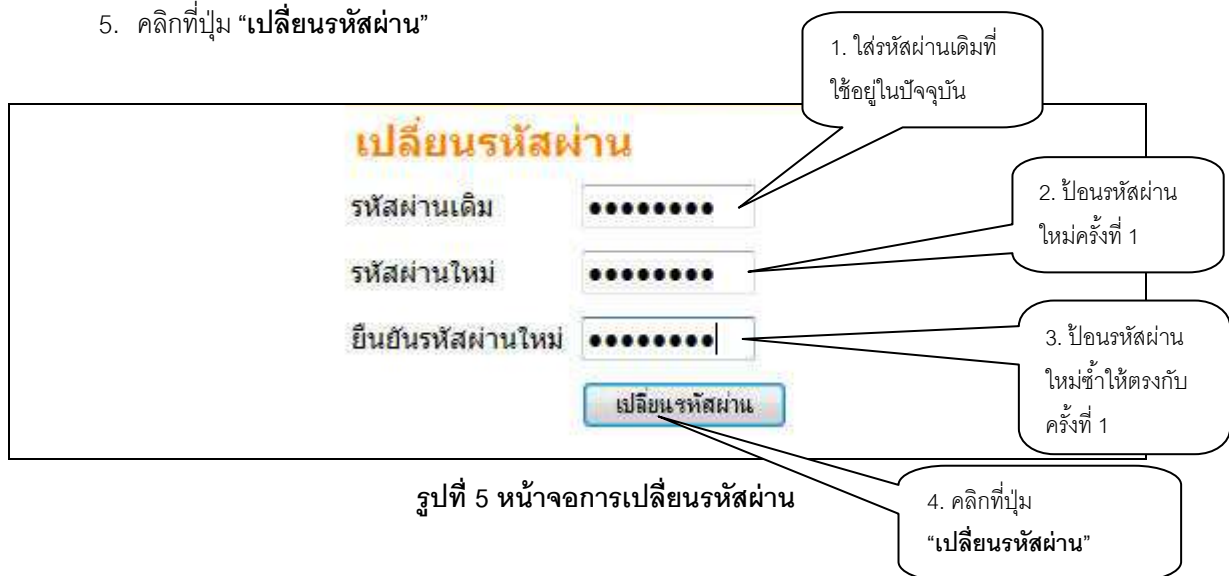 5. คลิกที่ปุ่ม “เปลี่ยนรหัสผ่าน”
1. ใส่รหัสผ่านเดิมที่
ใช้อยู่ในปัจจุบัน
เปลี่ยนรหัสผ่าน
รหัสผ่านเดิม
2. ป้อนรหัสผ่าน
ใหม่ครั้งที่ 1
รหัสผ่านใหม่
ยืนยันรหัสผ่านใหม่
3. ป้อนรหัสผ่าน
ใหม่ซ้ำให้ตรงกับ
ครั้งที่ 1
เปลี่ยนรหัสผ่าน
รูปที่ 5 หน้าจอการเปลี่ยนรหัสผ่าน
4. คลิกที่ปุ่ม
“เปลี่ยนรหัสผ่าน”